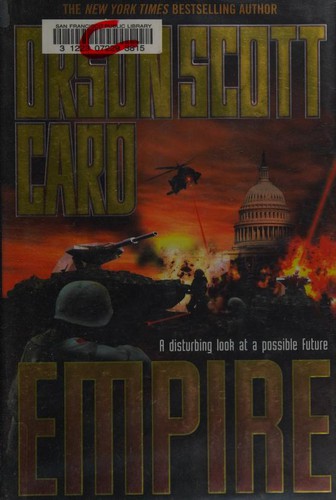 SAN FRANCISCO PUBLIC LIBRARY
3
THE NEW YORK TIMES BESTSELLING AUTHOR
ORSON SCOTT
CARD
A disturbing look at a possible future
EMPIRE